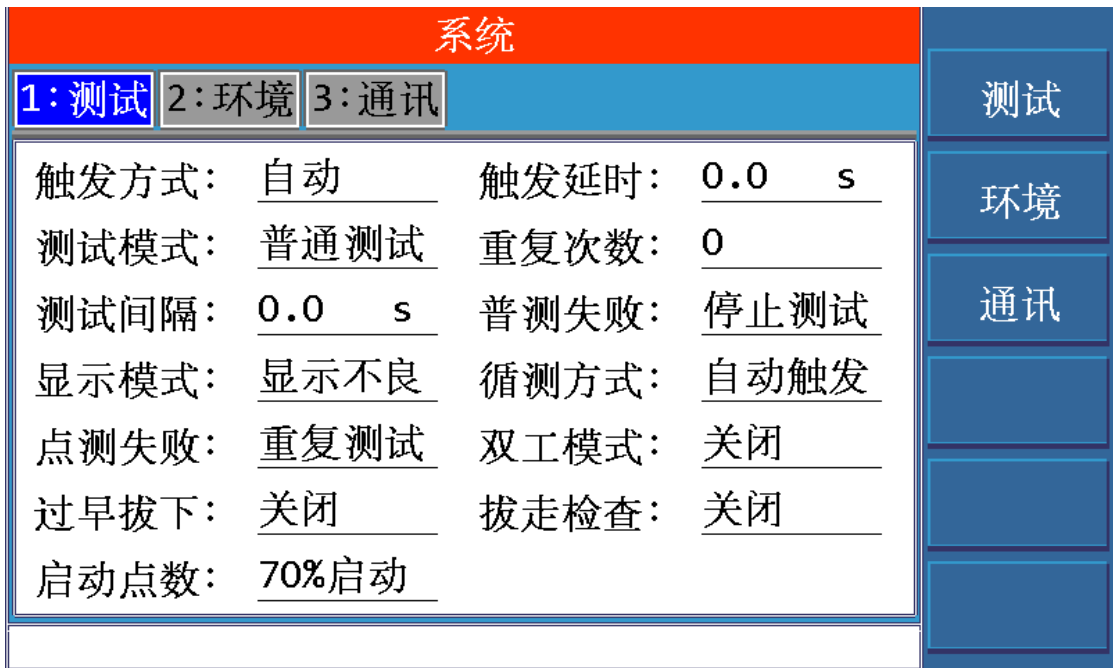 系统
1:测试 2:环境 3:通讯
触发方式: 自动 触发延时: 0.0 s
测试模式: 普通测试 重复次数: 0
测试间隔: 0.0 s 普测失败: 停止测试
显示模式: 显示不良 循测方式: 自动触发
点测失败: 重复测试 双工模式: 关闭
过早拔下: 关闭 拔走检查: 关闭
启动点数: 70%启动
测试
环境
通讯